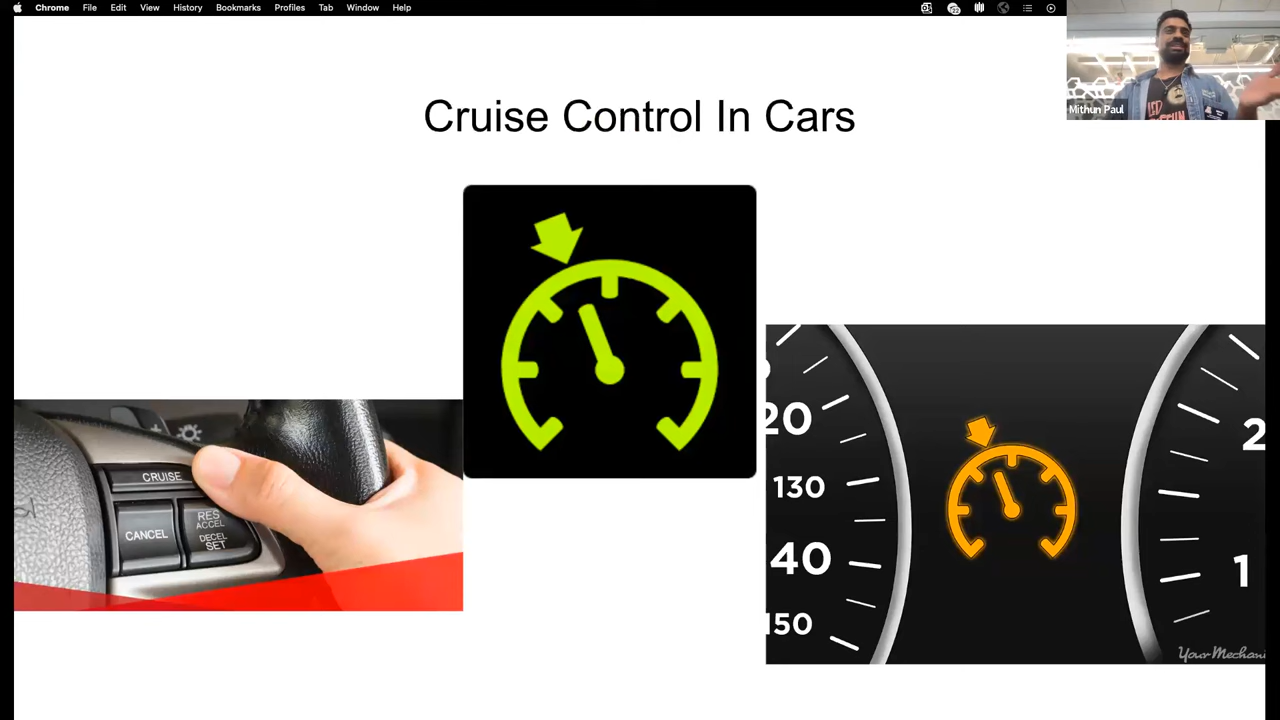 Chrome File Edit View History Bookmarks Profiles Tab Window Help
Mithun Paul
Cruise Control In Cars
CRUISE
CANCEL
RES
ACCEL
DECEL
SET
20
130
40
150
2
1
YourMechani